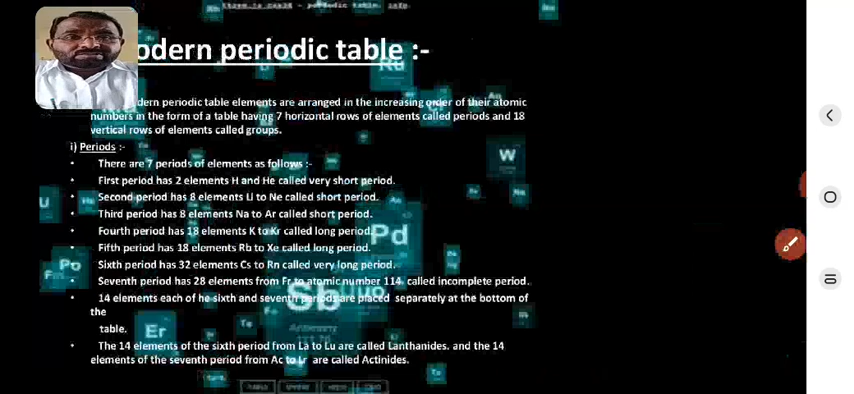 odern periodic table :-
dern periodic table elements are arranged in the increasing order of their atomic
numbers in the form of a table having 7 horizontal rows of elements called periods and 18
vertical rows of elements called groups.
i) Periods :-
• There are 7 periods of elements as follows :-
• First period has 2 elements H and He called very short period.
• Second period has 8 elements Li to Ne called short period.
• Third period has 8 elements Na to Ar called short period.
• Fourth period has 18 elements K to Kr called long period.
• Fifth period has 18 elements Rb to Xe called long period.
• Sixth period has 32 elements Cs to Rn called very long period.
• Seventh period has 28 elements from Fr to atomic number 114, called incomplete period.
• 14 elements each of he sixth and seventh periods are placed separately at the bottom of
the
table.
• The 14 elements of the sixth period from La to Lu are called Lanthanides. and the 14
elements of the seventh period from Ac to Lr are called Actinides.
Ru
W
U
Pd
Po
Sb
Uuo
Er